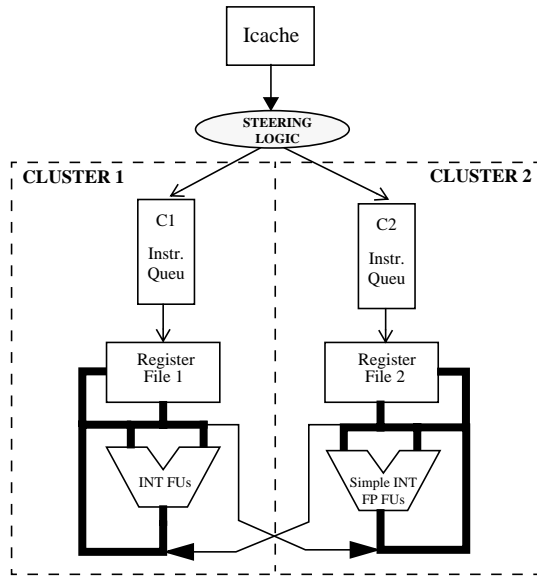 Icache
STEERING
LOGIC
CLUSTER 1
CLUSTER 2
C1
Instr.
Queu
C2
Instr.
Queu
Register
File 1
Register
File 2
INT FUs
Simple INT
FP FUs